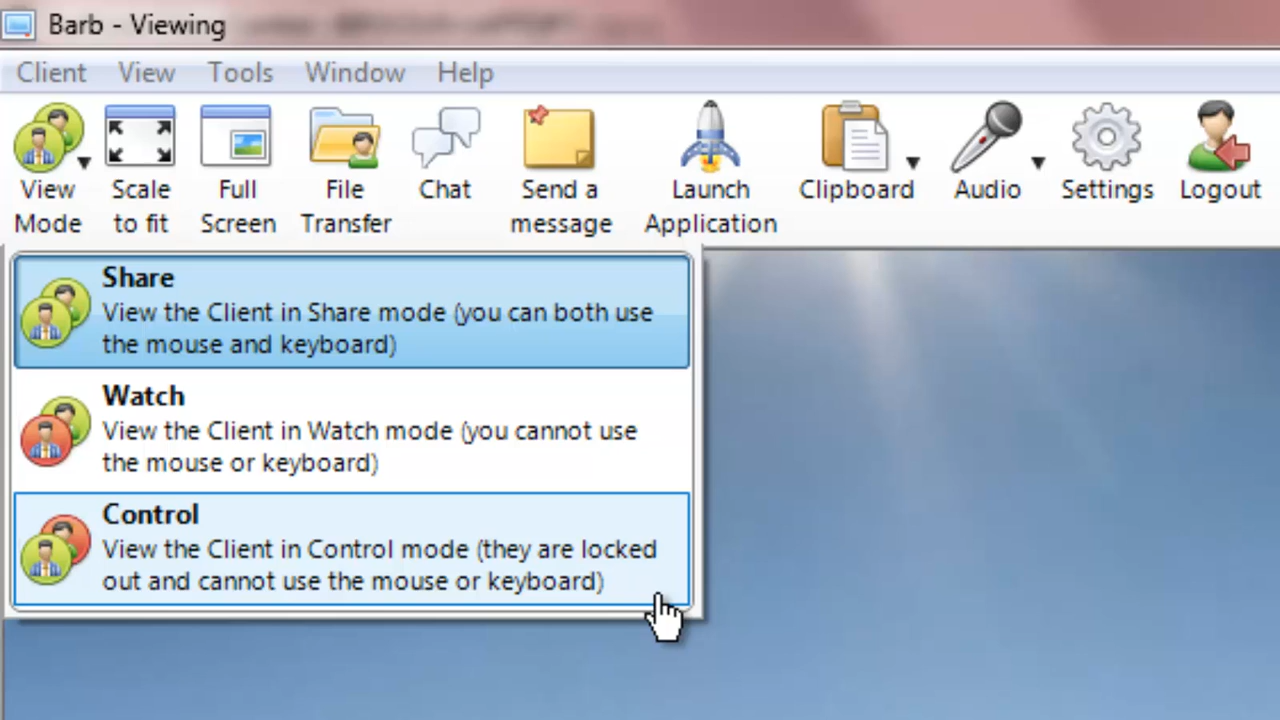 Barb - Viewing
Client View Tools Window Help
View Mode
Scale to fit
Full Screen
File Transfer
Chat
Send a message
Launch Application
Clipboard
Audio
Settings
Logout
Share
View the Client in Share mode (you can both use
the mouse and keyboard)
Watch
View the Client in Watch mode (you cannot use
the mouse or keyboard)
Control
View the Client in Control mode (they are locked
out and cannot use the mouse or keyboard)